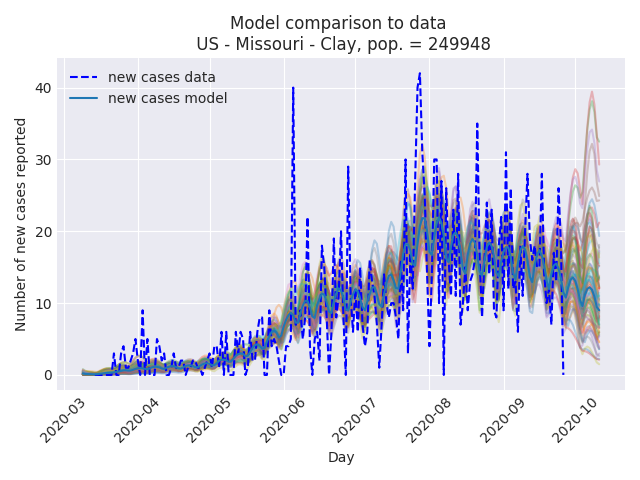 Model comparison to data
US - Missouri - Clay, pop. = 249948
new cases data
new cases model
Number of new cases reported
40
30
20
10
0
2020-03
2020-04
2020-05
2020-06
2020-07
2020-08
2020-09
2020-10
Day